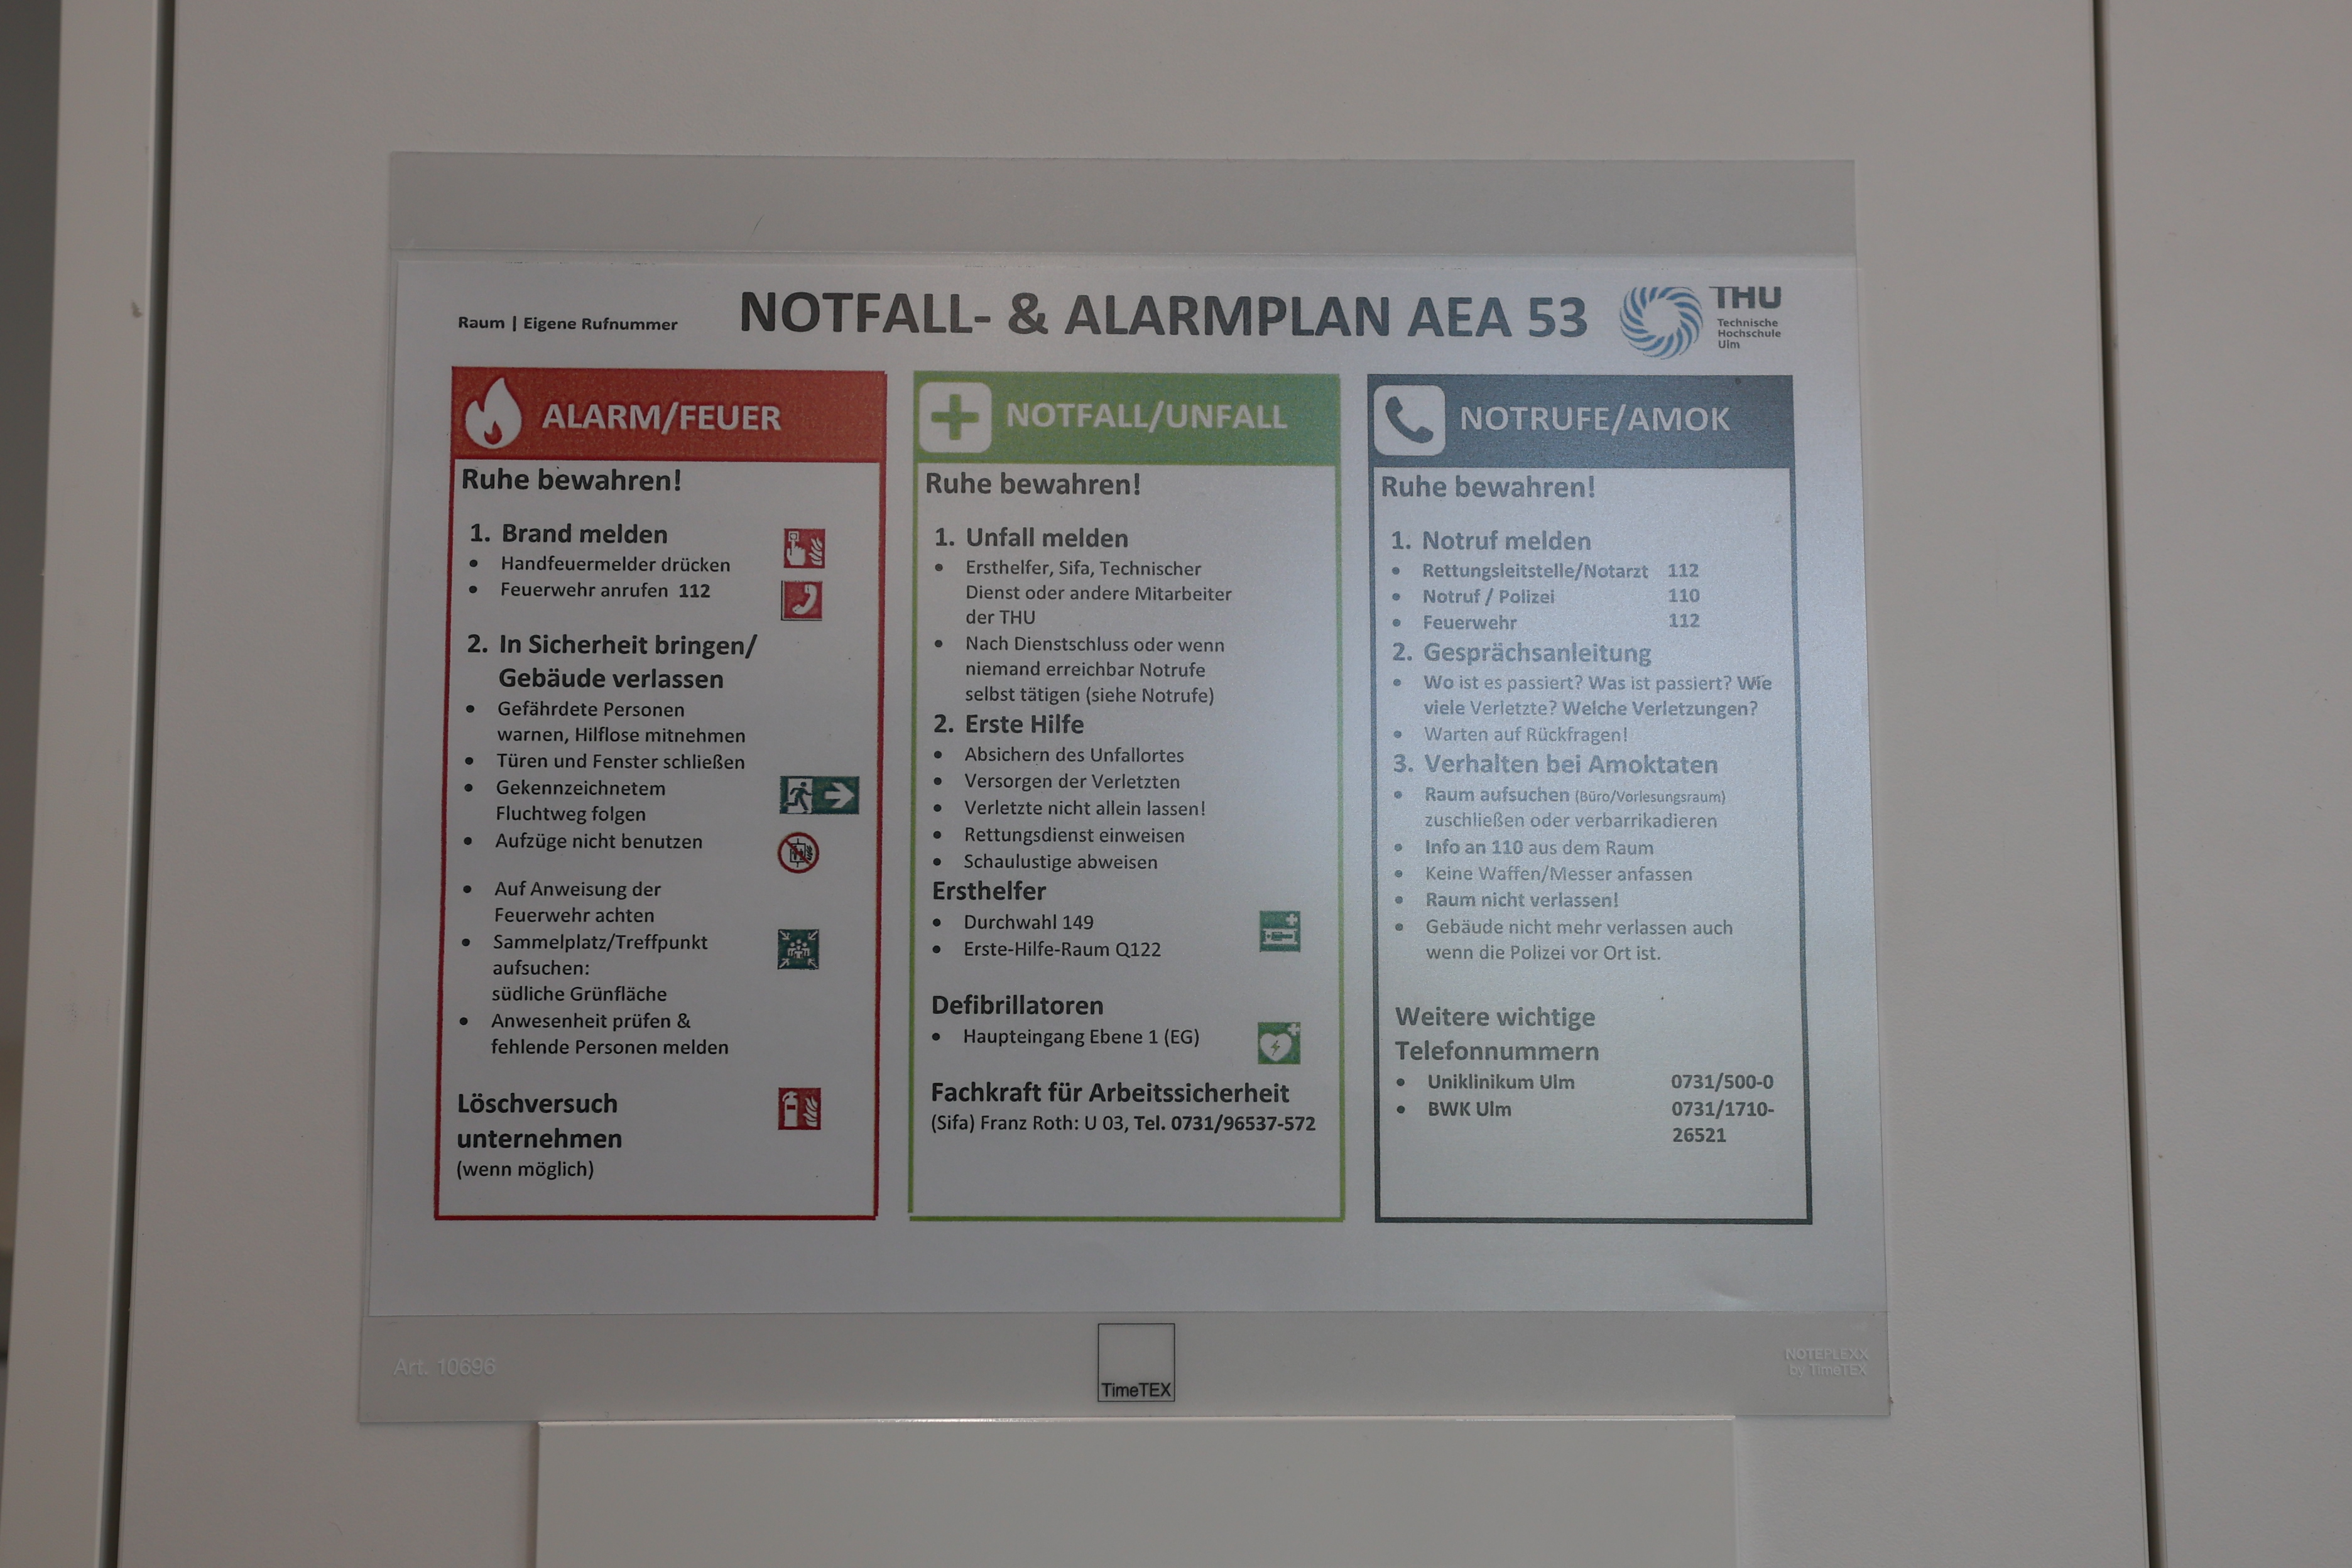 Raum | Eigene Rufnummer
NOTFALL- & ALARMPLAN AEA 53
THU
Technische
Hochschule
Ulm
ALARM/FEUER
Ruhe bewahren!
1. Brand melden
• Handfeuermelder drücken
• Feuerwehr anrufen 112
2. In Sicherheit bringen/
Gebäude verlassen
• Gefährdete Personen
warnen, Hilflose mitnehmen
• Türen und Fenster schließen
• Gekennzeichnetem
Fluchtweg folgen
• Aufzüge nicht benutzen
• Auf Anweisung der
Feuerwehr achten
• Sammelplatz/Treffpunkt
aufsuchen:
südliche Grünfläche
• Anwesenheit prüfen &
fehlende Personen melden
Löschversuch
unternehmen
(wenn möglich)
NOTFALL/UNFALL
Ruhe bewahren!
1. Unfall melden
• Ersthelfer, Sifa, Technischer
Dienst oder andere Mitarbeiter
der THU
• Nach Dienstschluss oder wenn
niemand erreichbar Notrufe
selbst tätigen (siehe Notrufe)
2. Erste Hilfe
• Absichern des Unfallortes
• Versorgen der Verletzten
• Verletzte nicht allein lassen!
• Rettungsdienst einweisen
• Schaulustige abweisen
Ersthelfer
• Durchwahl 149
• Erste-Hilfe-Raum Q122
Defibrillatoren
• Haupteingang Ebene 1 (EG)
Fachkraft für Arbeitssicherheit
(Sifa) Franz Roth: U 03, Tel. 0731/96537-572
NOTRUFE/AMOK
Ruhe bewahren!
1. Notruf melden
• Rettungsleitstelle/Notarzt 112
• Notruf / Polizei 110
• Feuerwehr 112
2. Gesprächsanleitung
• Wo ist es passiert? Was ist passiert? Wie
viele Verletzte? Welche Verletzungen?
• Warten auf Rückfragen!
3. Verhalten bei Amoktaten
• Raum aufsuchen (Büro/Vorlesungsraum)
zuschließen oder verbarrikadieren
• Info an 110 aus dem Raum
• Keine Waffen/Messer anfassen
• Raum nicht verlassen!
• Gebäude nicht mehr verlassen auch
wenn die Polizei vor Ort ist.
Weitere wichtige
Telefonnummern
• Uniklinikum Ulm 0731/500-0
• BWK Ulm 0731/1710-
26521
Art. 10696
TimeTEX
NOTEPLEXX
by TimeTEX